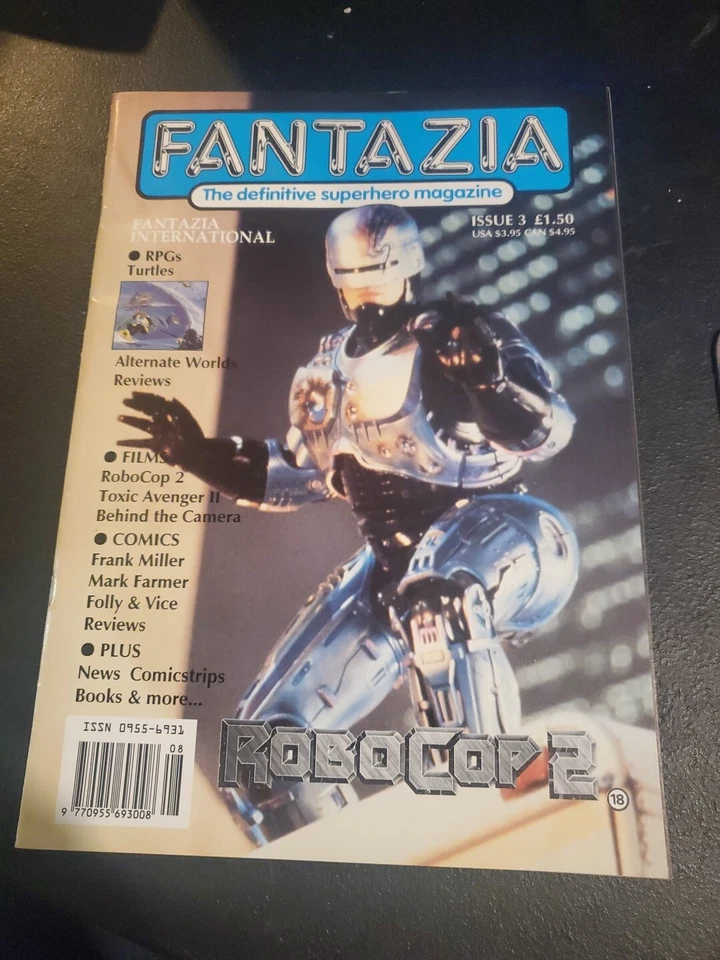 FANTAZIA
The definitive superhero magazine
FANTAZIA
INTERNATIONAL
ISSUE 3 £1.50
USA $3.95 CAN $4.95
● RPGs
Turtles
Alternate Worlds
Reviews
● FILMS
RoboCop 2
Toxic Avenger II
Behind the Camera
● COMICS
Frank Miller
Mark Farmer
Folly & Vice
Reviews
● PLUS
News Comicstrips
Books & more...
ISSN 0955-6931
08
9 770955 693008
ROBOCOP 2
18